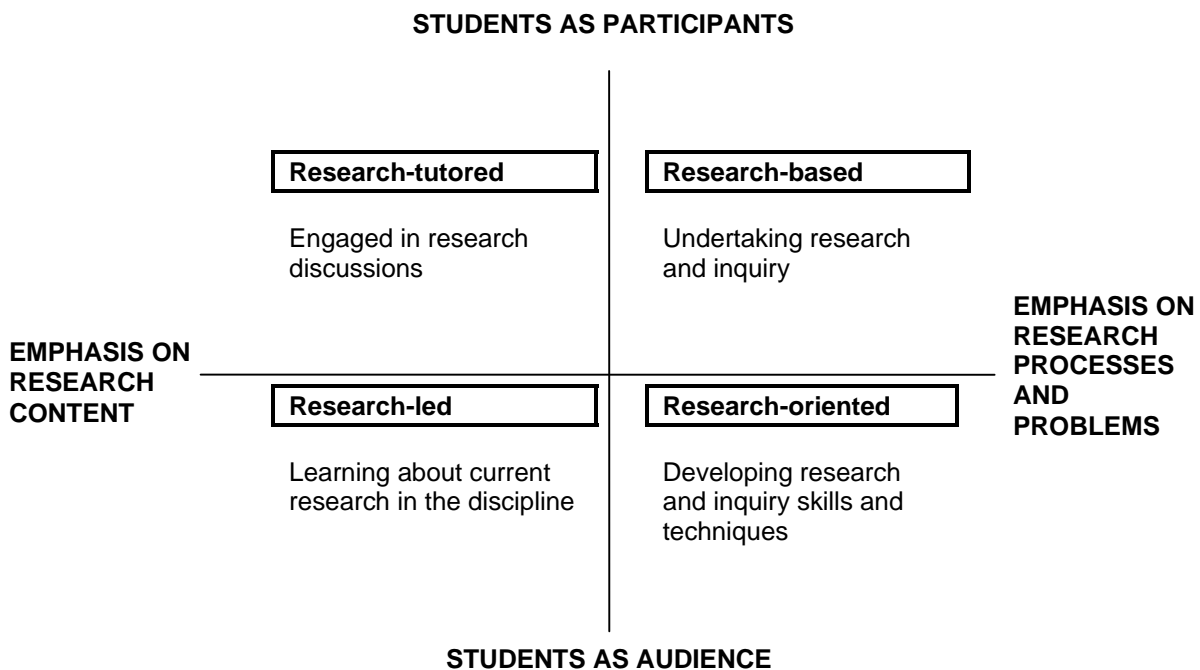 STUDENTS AS PARTICIPANTS
Research-tutored
Engaged in research
discussions
Research-based
Undertaking research
and inquiry
EMPHASIS ON
RESEARCH
CONTENT
EMPHASIS ON
RESEARCH
PROCESSES
AND
PROBLEMS
Research-led
Learning about current
research in the discipline
Research-oriented
Developing research
and inquiry skills and
techniques
STUDENTS AS AUDIENCE